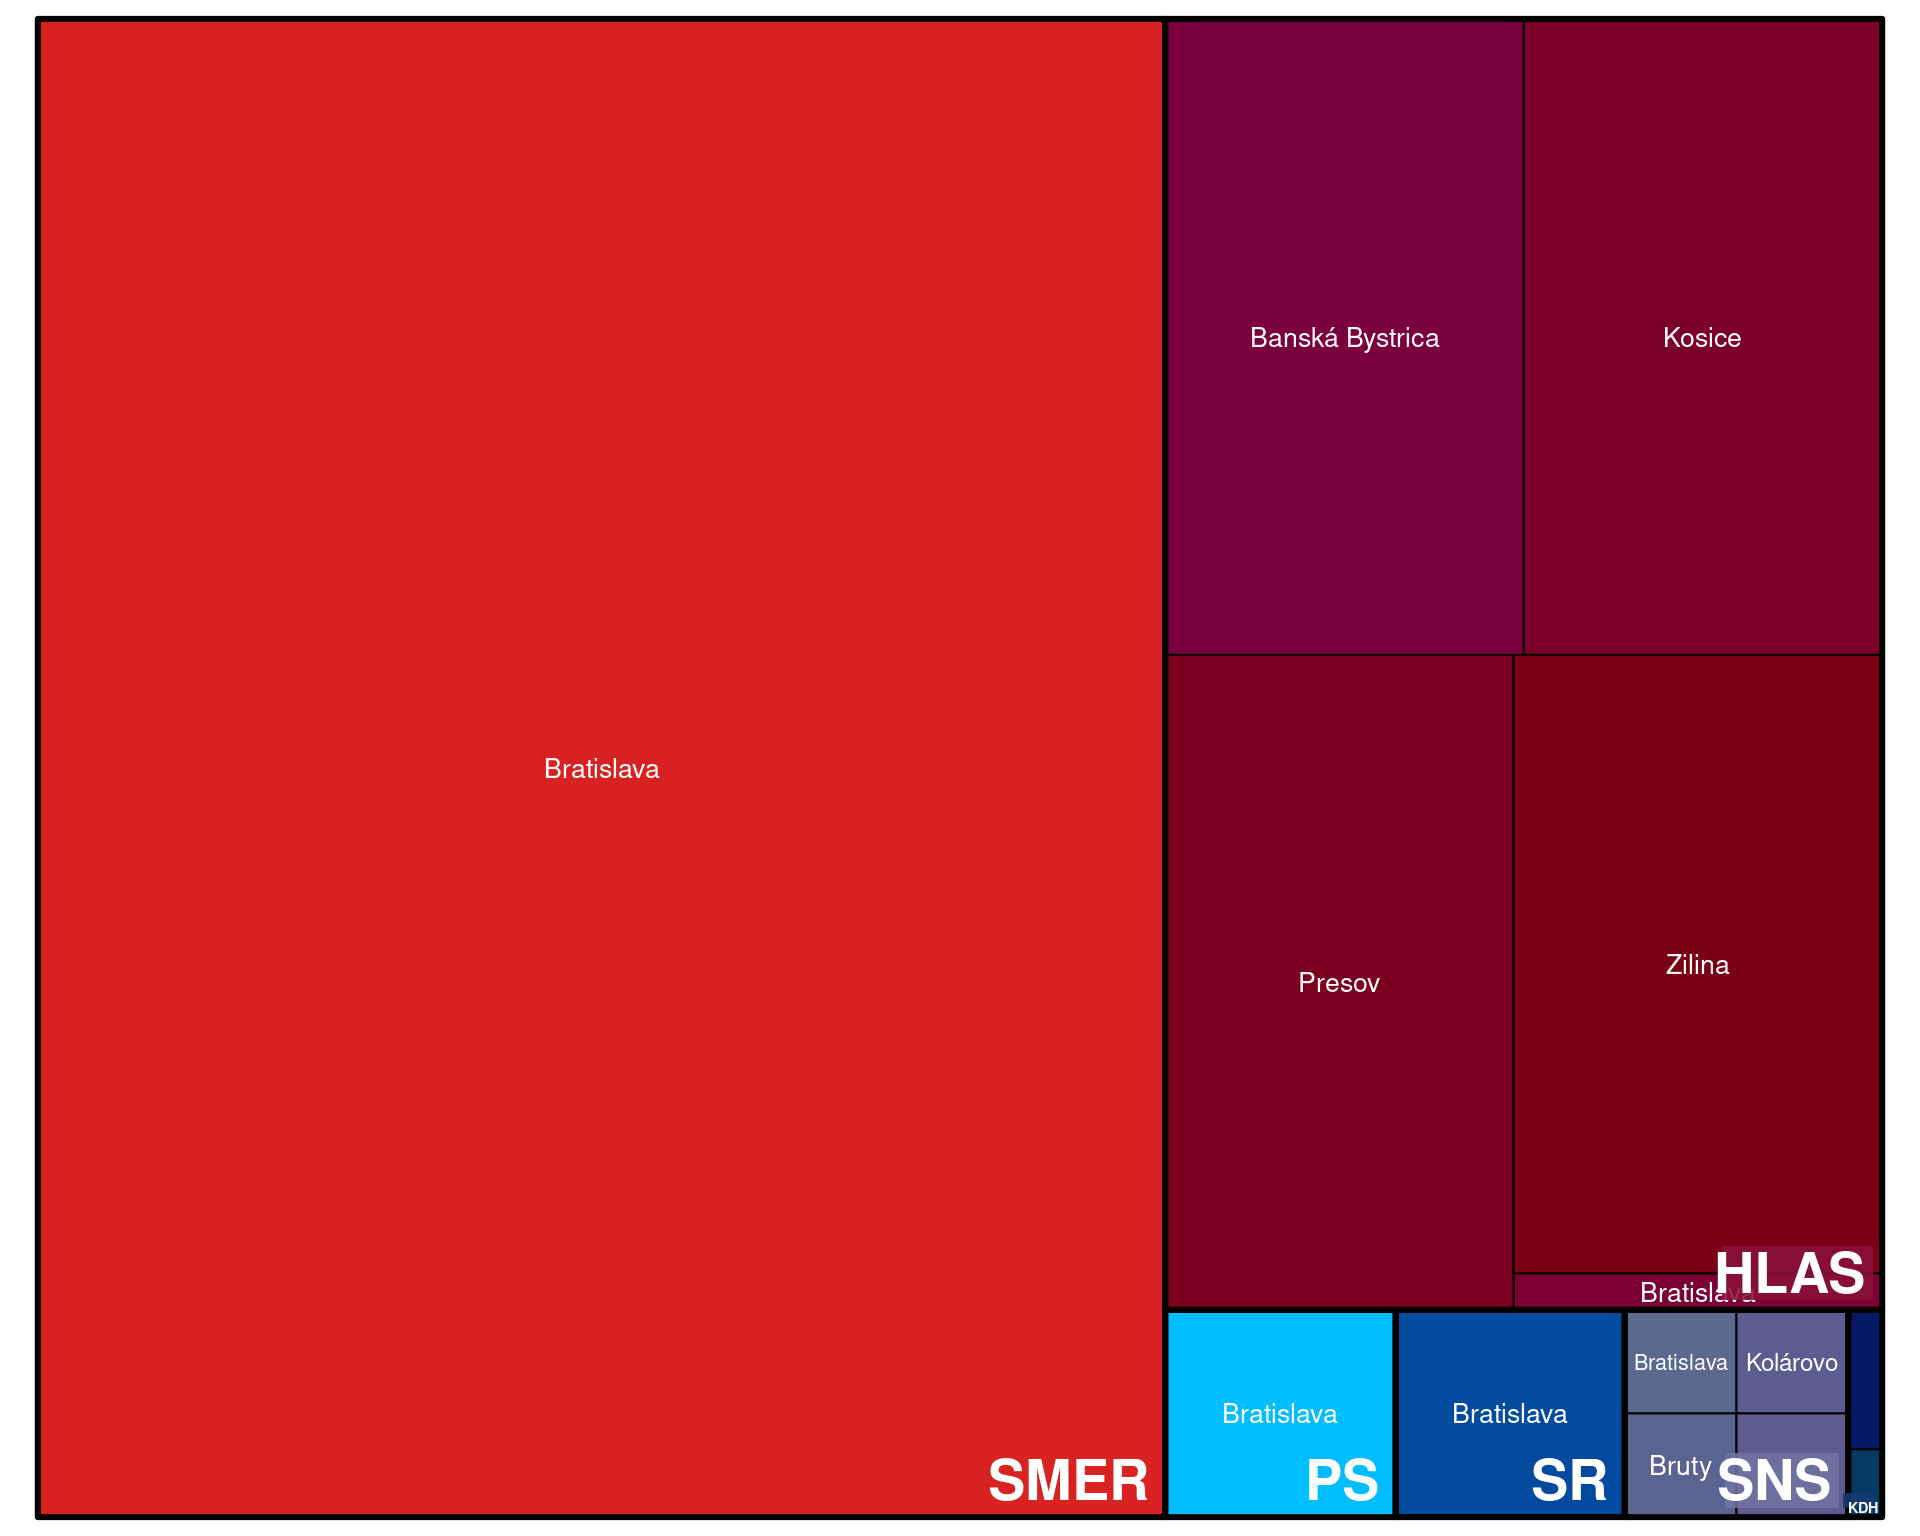 Bratislava
SMER
Banská Bystrica
Kosice
Presov
Zilina
Bratislava
HLAS
Bratislava
PS
Bratislava
SR
Bratislava
Kolárovo
Bruty
SNS
KDH